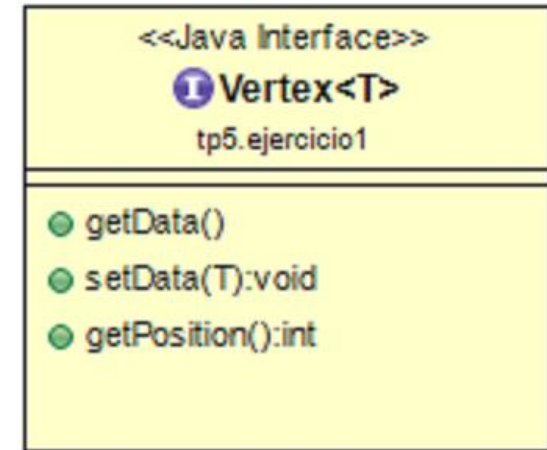 <<Java Interface>>
I Vertex<T>
tp5.ejercicio1
getData()
setData(T):void
getPosition():int